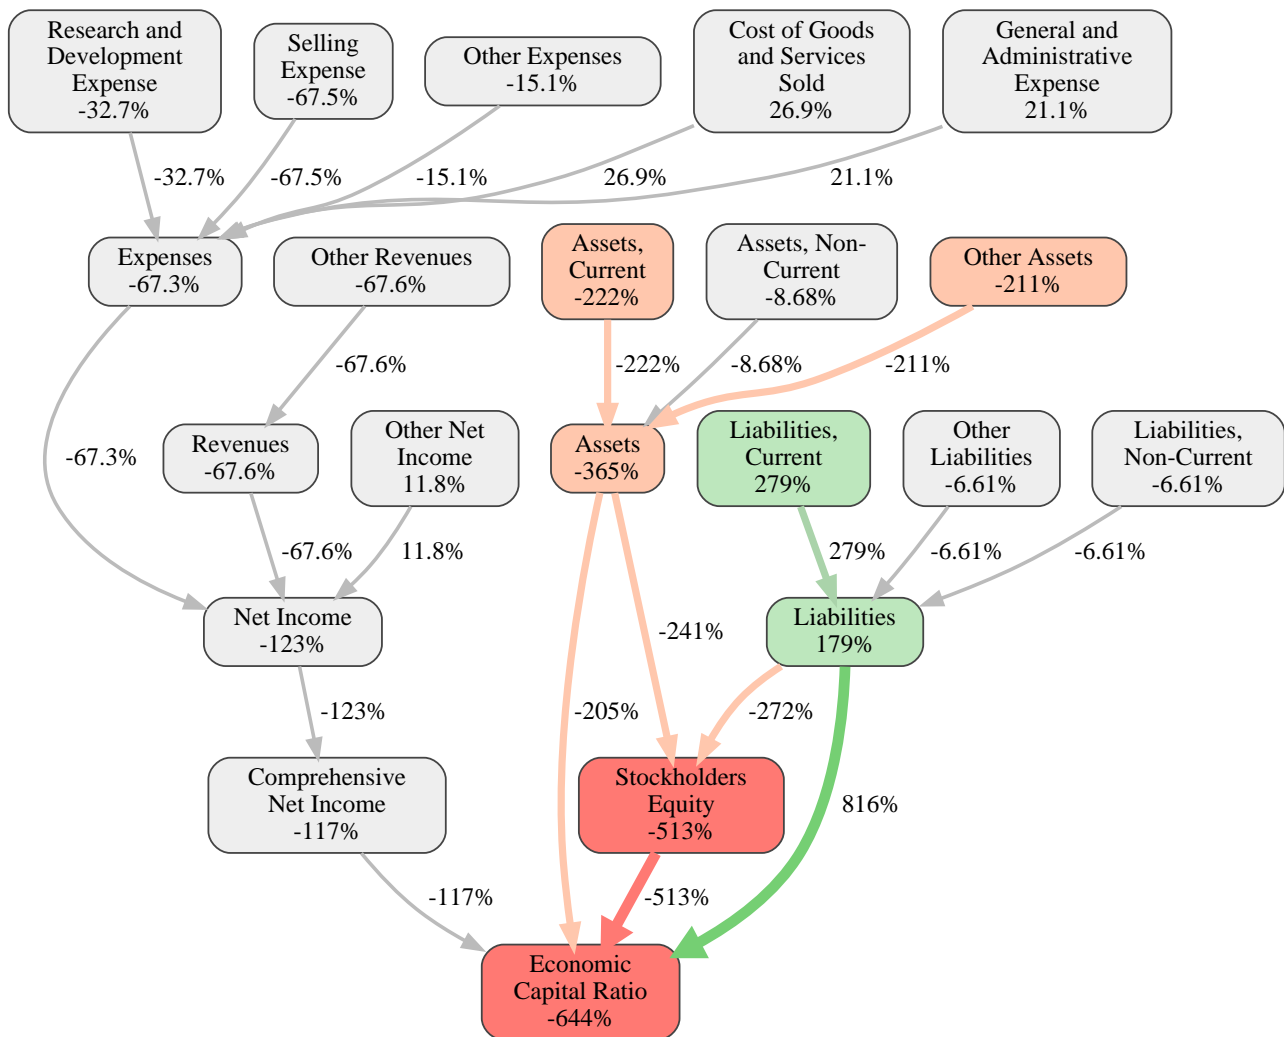 Research and
Development
Expense
-32.7%
Selling
Expense
-67.5%
Other Expenses
-15.1%
Cost of Goods
and Services
Sold
26.9%
General and
Administrative
Expense
21.1%
-32.7%
-67.5%
-15.1%
26.9%
21.1%
Expenses
-67.3%
Other Revenues
-67.6%
Assets,
Current
-222%
Assets, Non-
Current
-8.68%
Other Assets
-211%
-67.6%
-222%
-8.68%
-211%
-67.3%
Revenues
-67.6%
Other Net
Income
11.8%
Assets
-365%
Liabilities,
Current
279%
Other
Liabilities
-6.61%
Liabilities,
Non-Current
-6.61%
-67.6%
11.8%
279%
-6.61%
-6.61%
Net Income
-123%
-241%
Liabilities
179%
-123%
-205%
-272%
Comprehensive
Net Income
-117%
Stockholders
Equity
-513%
816%
-117%
-513%
Economic
Capital Ratio
-644%